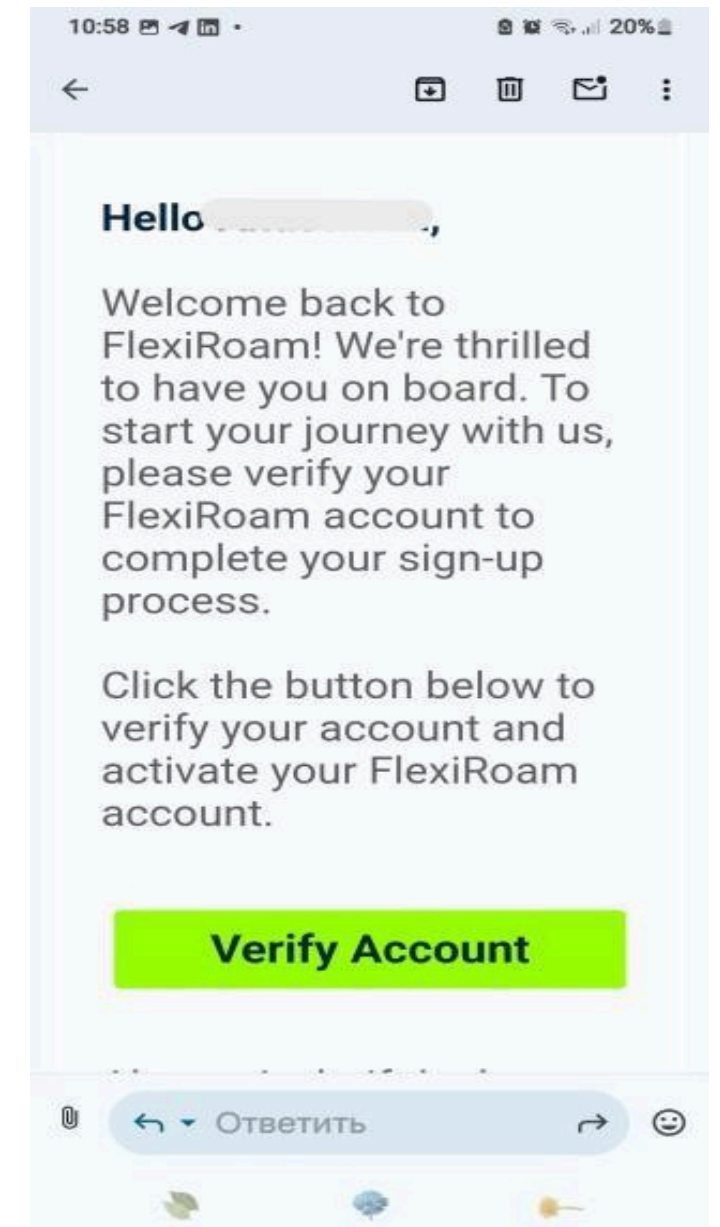 10:58
20%
Hello
Welcome back to
FlexiRoam! We're thrilled
to have you on board. To
start your journey with us,
please verify your
FlexiRoam account to
complete your sign-up
process.
Click the button below to
verify your account and
activate your FlexiRoam
account.
Verify Account
Ответить